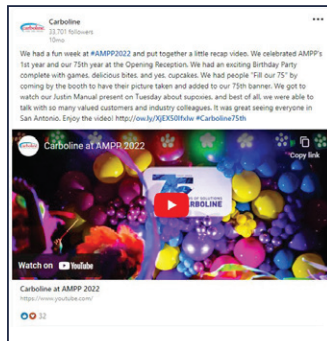 Carboline
33,701 followers
10mo
We had a fun week at #AMPP2022 and put together a little recap video. We celebrated AMPP's
1st year and our 75th year at the Opening Reception. We had an exciting Birthday Party
complete with games, delicious bites, and yes, cupcakes. We had people "Fill our 75" by
coming by the booth to have their picture taken and added to our 75th banner. We got to
watch our Justin Manual present on Tuesday about supoxies, and best of all, we were able to
talk with so many valued customers and industry colleagues. It was great seeing everyone in
San Antonio. Enjoy the video! #Carboline75th
Carboline at AMPP 2022
Copy link
75
OF SOLUTIONS
CARBOLINE
Watch on YouTube
Carboline at AMPP 2022
https://www.youtube.com/
32